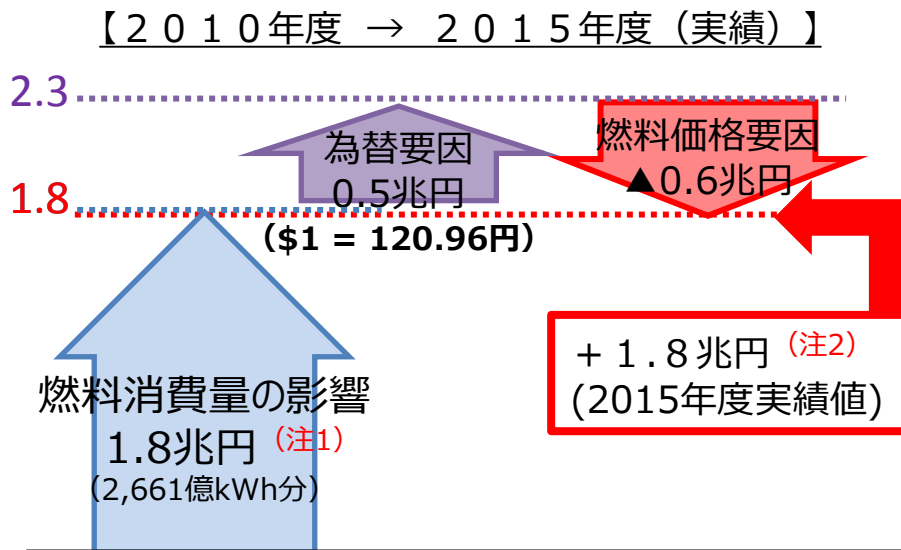 【２０１０年度 → ２０１５年度（実績）】
2.3
為替要因
0.5兆円
燃料価格要因
▲0.6兆円
1.8
（$1 = 120.96円）
＋１.８兆円（注2）
(2015年度実績値)
燃料消費量の影響
1.8兆円（注1）
（2,661億kWh分）